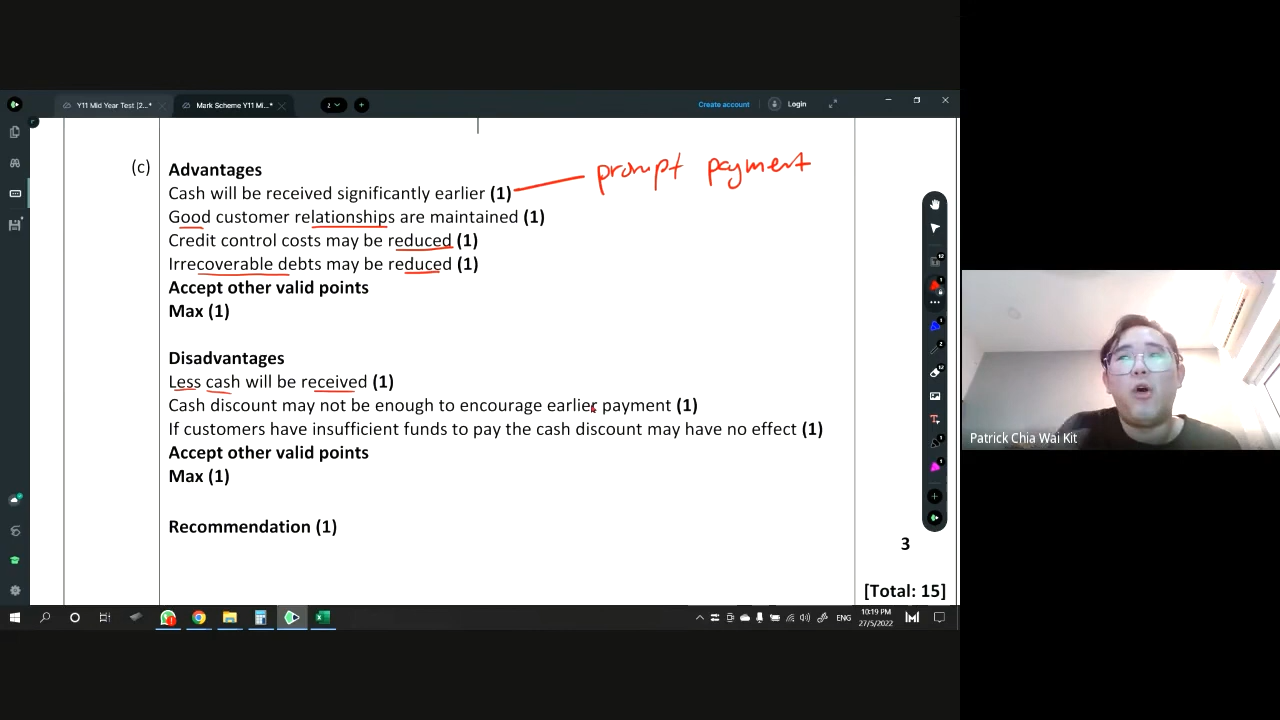 Y11 Mid Year Test [2...*
Mark Scheme Y11 Mi...*
2
Create account
Login
(c)
Advantages
prompt payment
Cash will be received significantly earlier (1)
Good customer relationships are maintained (1)
Credit control costs may be reduced (1)
Irrecoverable debts may be reduced (1)
Accept other valid points
Max (1)
Disadvantages
Less cash will be received (1)
Cash discount may not be enough to encourage earlier payment (1)
If customers have insufficient funds to pay the cash discount may have no effect (1)
Accept other valid points
Max (1)
Recommendation (1)
3
[Total: 15]
Patrick Chia Wai Kit
ENG
10:19 PM
27/5/2022